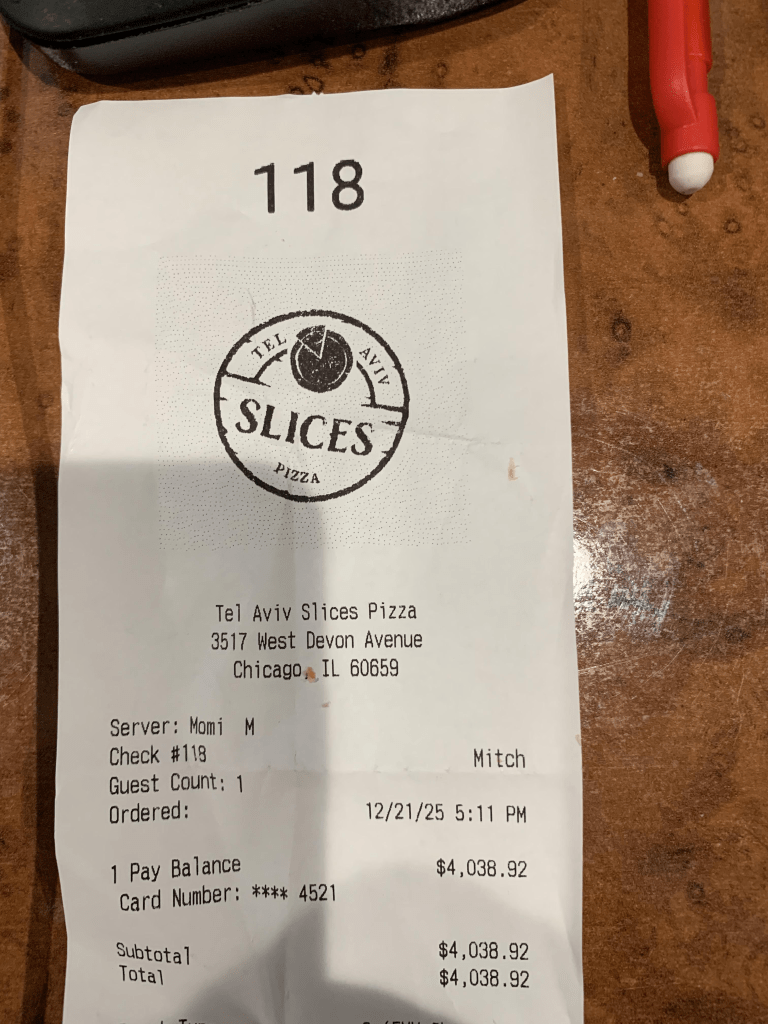 118
TEL AVIV
SLICES
PIZZA
Tel Aviv Slices Pizza
3517 West Devon Avenue
Chicago, IL 60659
Server: Momi M
Check #118 Mitch
Guest Count: 1
Ordered: 12/21/25 5:11 PM
1 Pay Balance $4,038.92
Card Number: **** 4521
Subtotal $4,038.92
Total $4,038.92